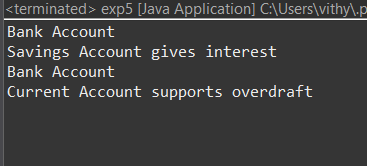 <terminated> exp5 [Java Application] C:\Users\vithy\.p
Bank Account
Savings Account gives interest
Bank Account
Current Account supports overdraft